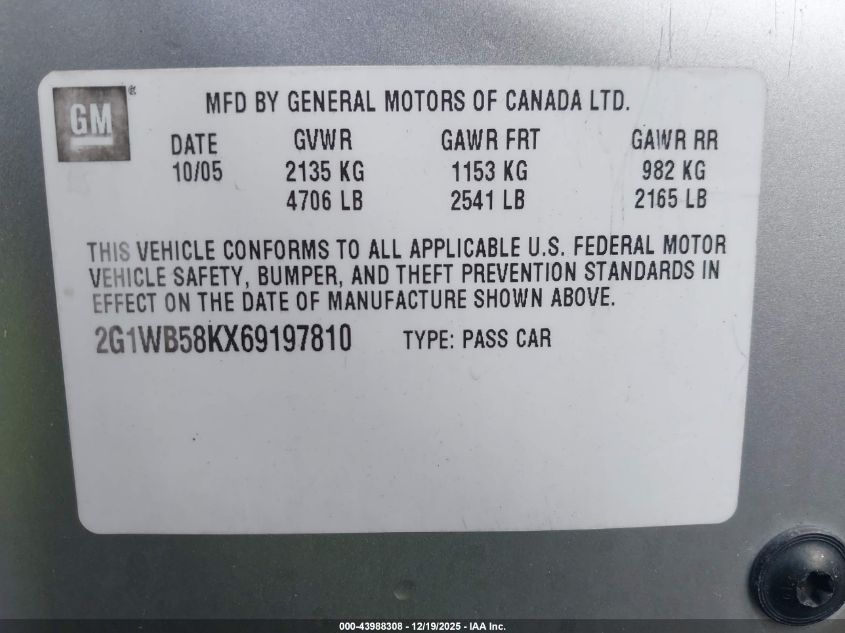 GM®
MFD BY GENERAL MOTORS OF CANADA LTD.
DATE GVWR GAWR FRT GAWR RR
10/05 2135 KG 1153 KG 982 KG
4706 LB 2541 LB 2165 LB
THIS VEHICLE CONFORMS TO ALL APPLICABLE U.S. FEDERAL MOTOR
VEHICLE SAFETY, BUMPER, AND THEFT PREVENTION STANDARDS IN
EFFECT ON THE DATE OF MANUFACTURE SHOWN ABOVE.
2G1WB58KX69197810 TYPE: PASS CAR
000-43988308 - 12/19/2025 - IAA Inc.